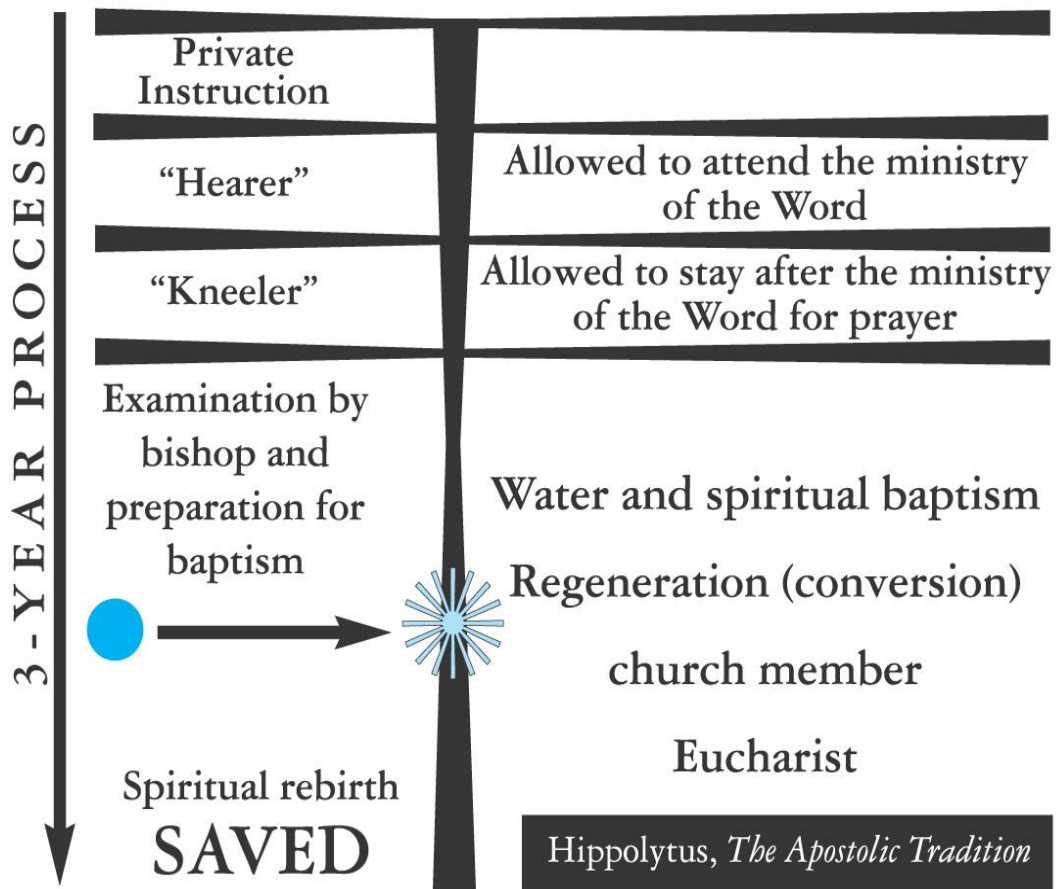 3-YEAR PROCESS
Private
Instruction
“Hearer”
Allowed to attend the ministry
of the Word
“Kneeler”
Allowed to stay after the ministry
of the Word for prayer
Examination by
bishop and
preparation for
baptism
Water and spiritual baptism
Regeneration (conversion)
church member
Eucharist
Spiritual rebirth
SAVED
Hippolytus, The Apostolic Tradition